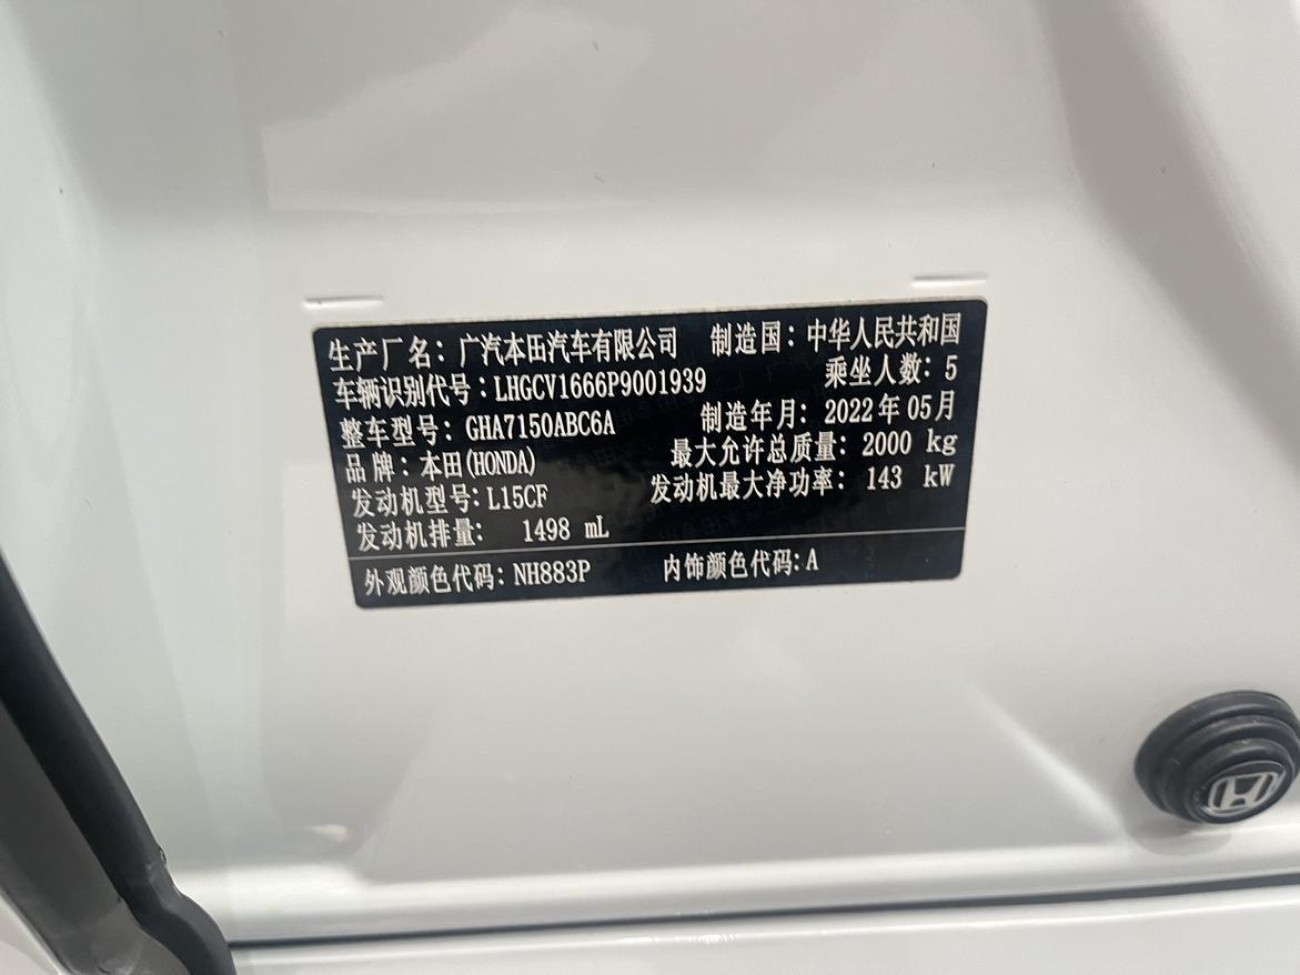 生产厂名：广汽本田汽车有限公司 制造国：中华人民共和国
车辆识别代号：LHGCV1666P9001939 乘坐人数：5
整车型号：GHA7150ABC6A 制造年月：2022年05月
品牌：本田(HONDA) 最大允许总质量：2000 kg
发动机型号：L15CF 发动机最大净功率：143 kW
发动机排量：1498 mL
外观颜色代码：NH883P 内饰颜色代码：A